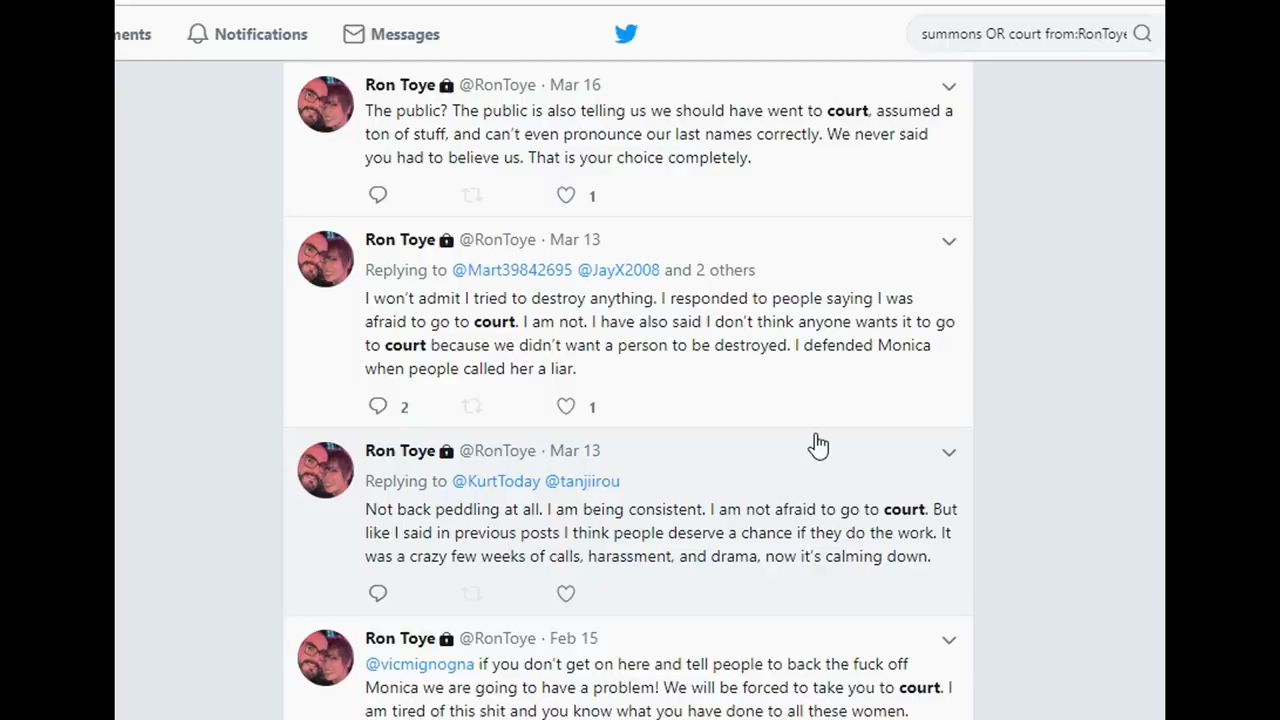 Notifications
Messages
summons OR court from:RonToye
Ron Toye @RonToye · Mar 16
The public? The public is also telling us we should have went to court, assumed a
ton of stuff, and can't even pronounce our last names correctly. We never said
you had to believe us. That is your choice completely.
1
Ron Toye @RonToye · Mar 13
Replying to @Mart39842695 @JayX2008 and 2 others
I won't admit I tried to destroy anything. I responded to people saying I was
afraid to go to court. I am not. I have also said I don't think anyone wants it to go
to court because we didn't want a person to be destroyed. I defended Monica
when people called her a liar.
2 1
Ron Toye @RonToye · Mar 13
Replying to @KurtToday @tanjiirou
Not back peddling at all. I am being consistent. I am not afraid to go to court. But
like I said in previous posts I think people deserve a chance if they do the work. It
was a crazy few weeks of calls, harassment, and drama, now it's calming down.
Ron Toye @RonToye · Feb 15
@vicmignogna if you don't get on here and tell people to back the fuck off
Monica we are going to have a problem! We will be forced to take you to court. I
am tired of this shit and you know what you have done to all these women.